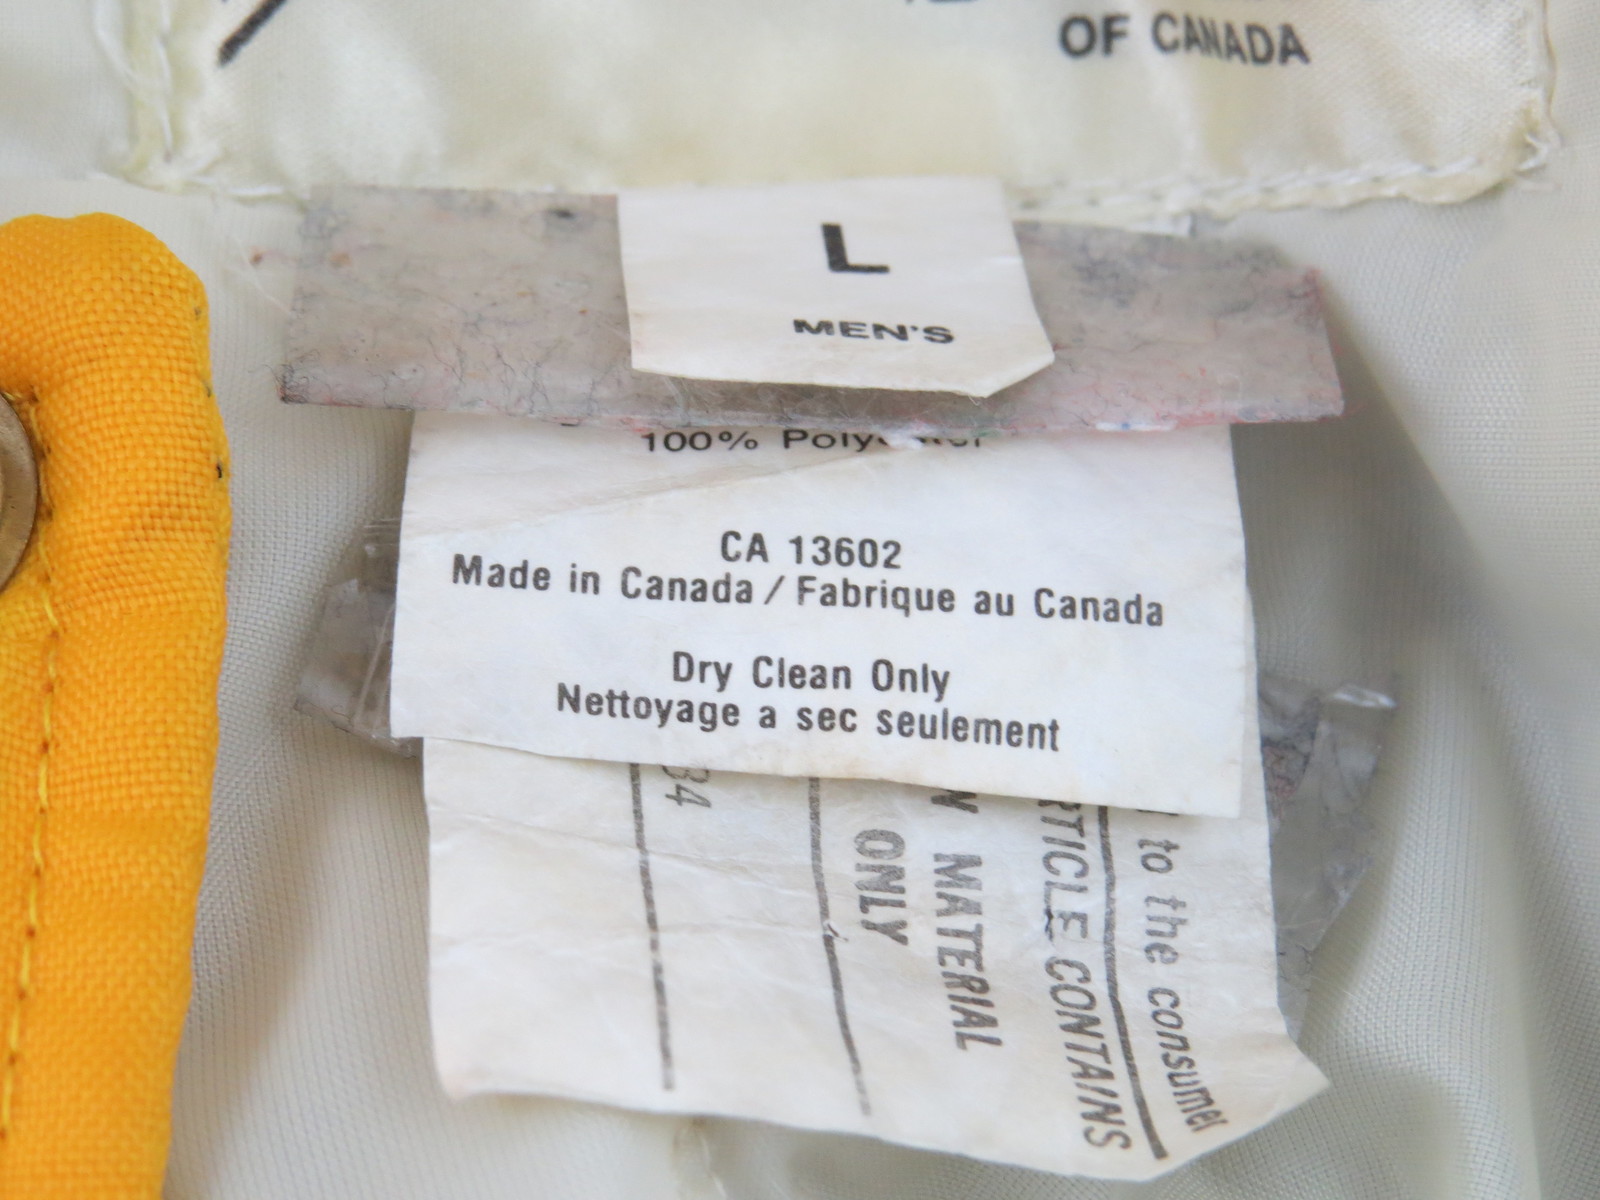 OF CANADA
L
MEN'S
100%
CA 13602
Made in Canada / Fabrique au Canada
Dry Clean Only
Nettoyage a sec seulement
to the consumer
CONTAINS
MATERIAL
ONLY